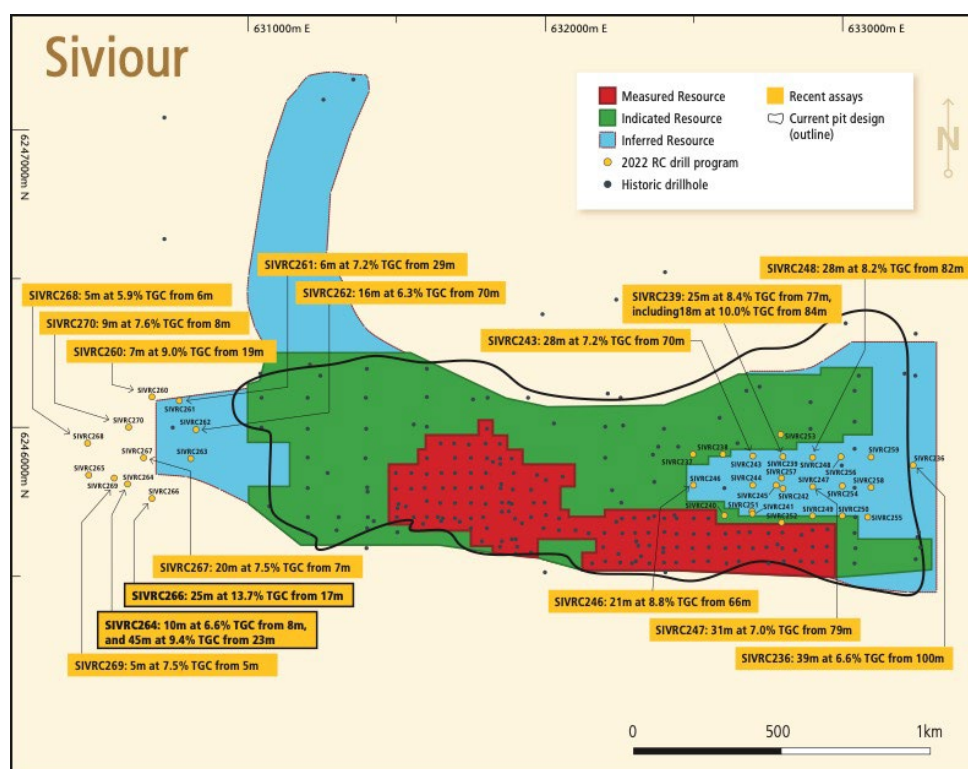 631000m E
632000m E
633000m E
Siviour
Measured Resource
Indicated Resource
Inferred Resource
2022 RC drill program
Historic drillhole
Recent assays
Current pit design
(outline)
N
6247000m N
6246000m N
SIVRC261: 6m at 7.2% TGC from 29m
SIVRC262: 16m at 6.3% TGC from 70m
SIVRC268: 5m at 5.9% TGC from 6m
SIVRC270: 9m at 7.6% TGC from 8m
SIVRC260: 7m at 9.0% TGC from 19m
SIVRC248: 28m at 8.2% TGC from 82m
SIVRC239: 25m at 8.4% TGC from 77m,
including18m at 10.0% TGC from 84m
SIVRC243: 28m at 7.2% TGC from 70m
SIVRC260
SIVRC261
SIVRC270
SIVRC262
SIVRC268
SIVRC267
SIVRC263
SIVRC265
SIVRC264
SIVRC269
SIVRC266
SIVRC253
SIVRC238
SIVRC237
SIVRC243
SIVRC239
SIVRC248
SIVRC259
SIVRC236
SIVRC257
SIVRC256
SIVRC246
SIVRC244
SIVRC247
SIVRC245
SIVRC242
SIVRC254
SIVRC258
SIVRC240
SIVRC251
SIVRC241
SIVRC249
SIVRC250
SIVRC252
SIVRC255
SIVRC267: 20m at 7.5% TGC from 7m
SIVRC266: 25m at 13.7% TGC from 17m
SIVRC264: 10m at 6.6% TGC from 8m,
and 45m at 9.4% TGC from 23m
SIVRC269: 5m at 7.5% TGC from 5m
SIVRC246: 21m at 8.8% TGC from 66m
SIVRC247: 31m at 7.0% TGC from 79m
SIVRC236: 39m at 6.6% TGC from 100m
0
500
1km